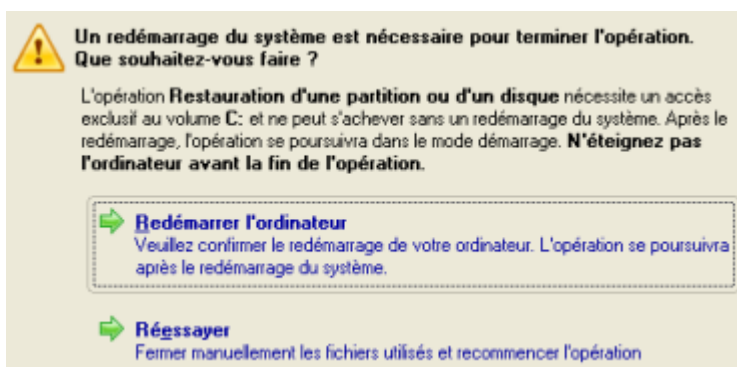 Un redémarrage du système est nécessaire pour terminer l'opération.
Que souhaitez-vous faire ?
L'opération Restauration d'une partition ou d'un disque nécessite un accès
exclusif au volume C: et ne peut s'achever sans un redémarrage du système. Après le
redémarrage, l'opération se poursuivra dans le mode démarrage. N'éteignez pas
l'ordinateur avant la fin de l'opération.
Redémarrer l'ordinateur
Veuillez confirmer le redémarrage de votre ordinateur. L'opération se poursuivra
après le redémarrage du système.
Réessayer
Fermer manuellement les fichiers utilisés et recommencer l'opération